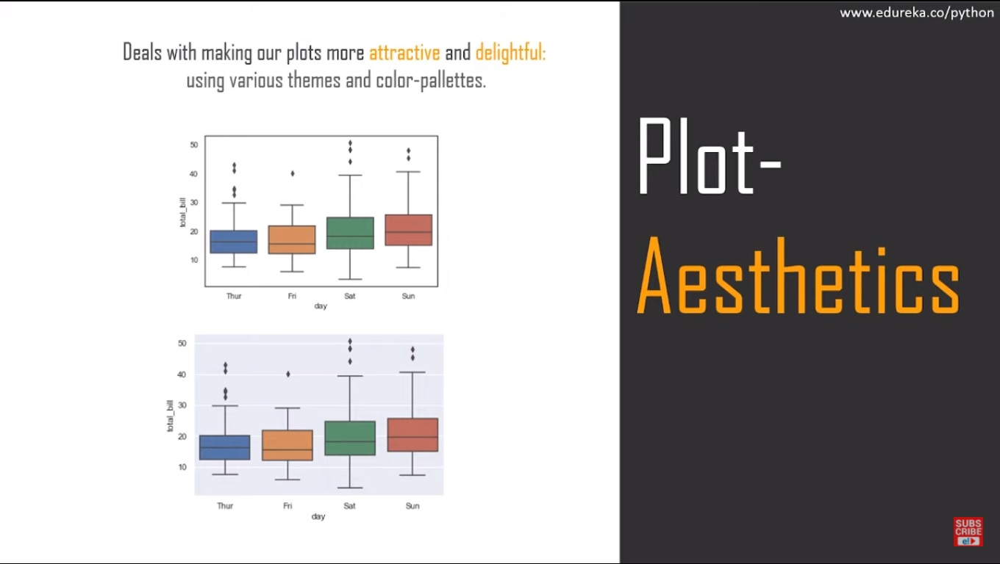 www.edureka.co/python
Deals with making our plots more attractive and delightful:
using various themes and color-pallettes.
50
40
30
20
10
total_bill
Thur Fri Sat Sun
day
50
40
30
20
10
total_bill
Thur Fri Sat Sun
day
Plot-
Aesthetics
SUBS
CRIBE
e!